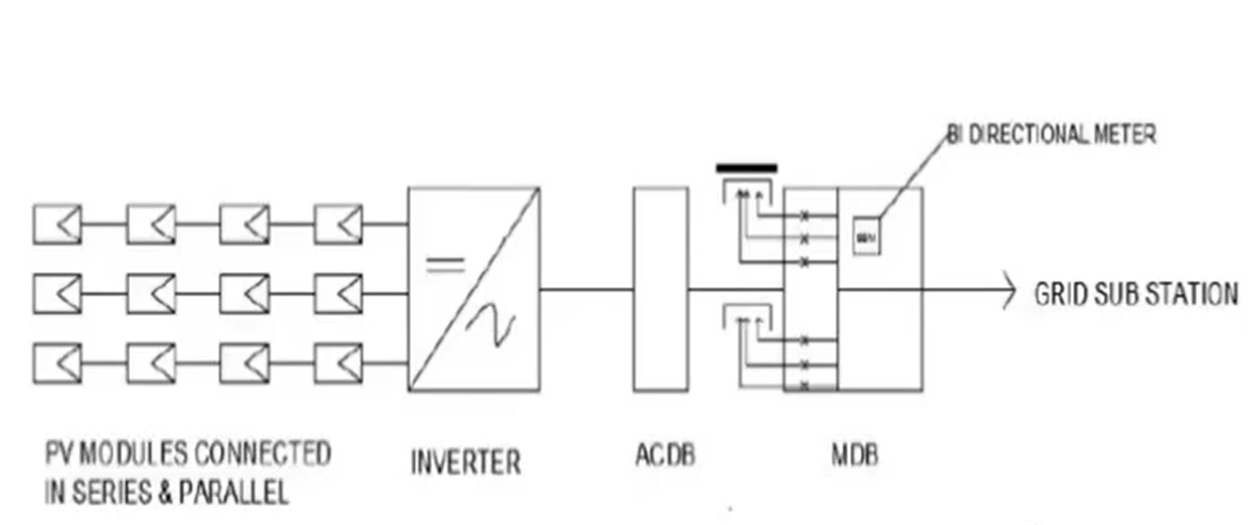 BI DIRECTIONAL METER
GRID SUB STATION
PV MODULES CONNECTED
IN SERIES & PARALLEL
INVERTER
ACDB
MDB